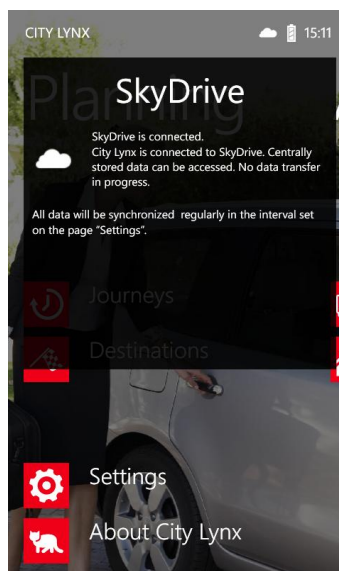 CITY LYNX 15:11
Planning
SkyDrive
SkyDrive is connected.
City Lynx is connected to SkyDrive. Centrally
stored data can be accessed. No data transfer
in progress.
All data will be synchronized  regularly in the interval set
on the page “Settings”.
Journeys
Destinations
Settings
About City Lynx